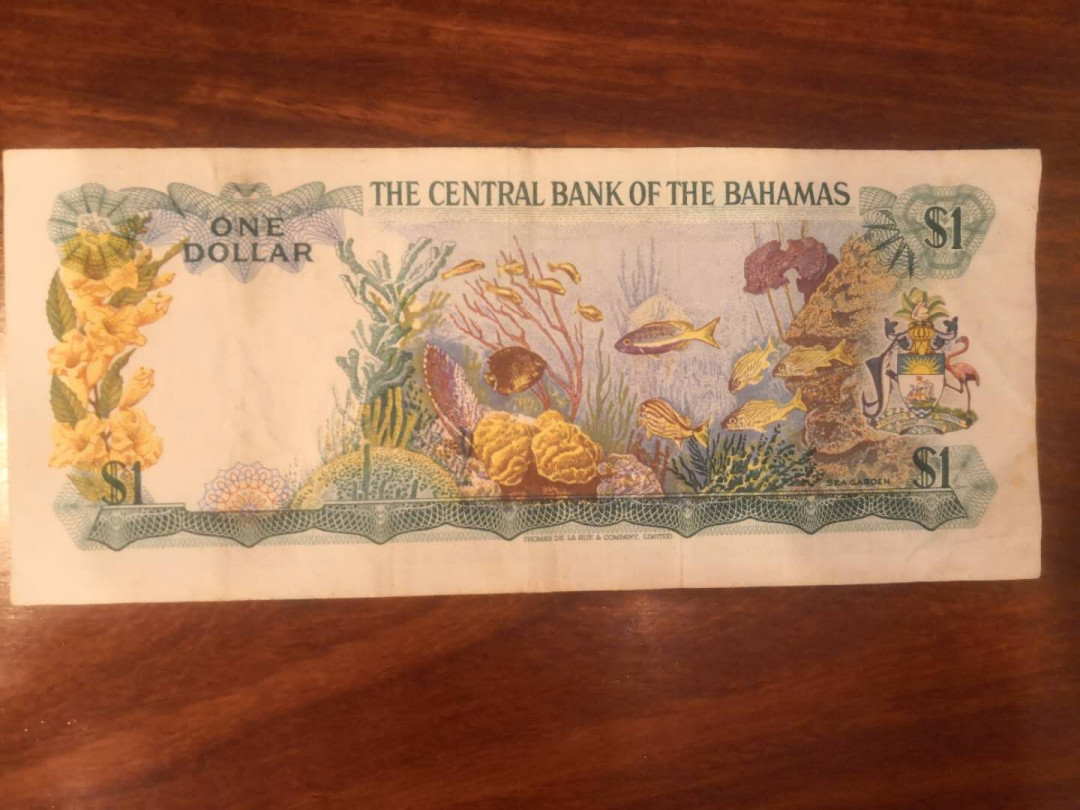 THE CENTRAL BANK OF THE BAHAMAS
ONE
DOLLAR
$1
$1
$1
SEA GARDEN
THOMAS DE LA RUE & COMPANY, LIMITED